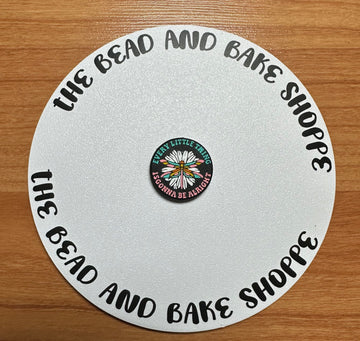 THE BEAD AND BAKE SHOPPE
EVERY LITTLE THING
IS GONNA BE ALRIGHT
THE BEAD AND BAKE SHOPPE